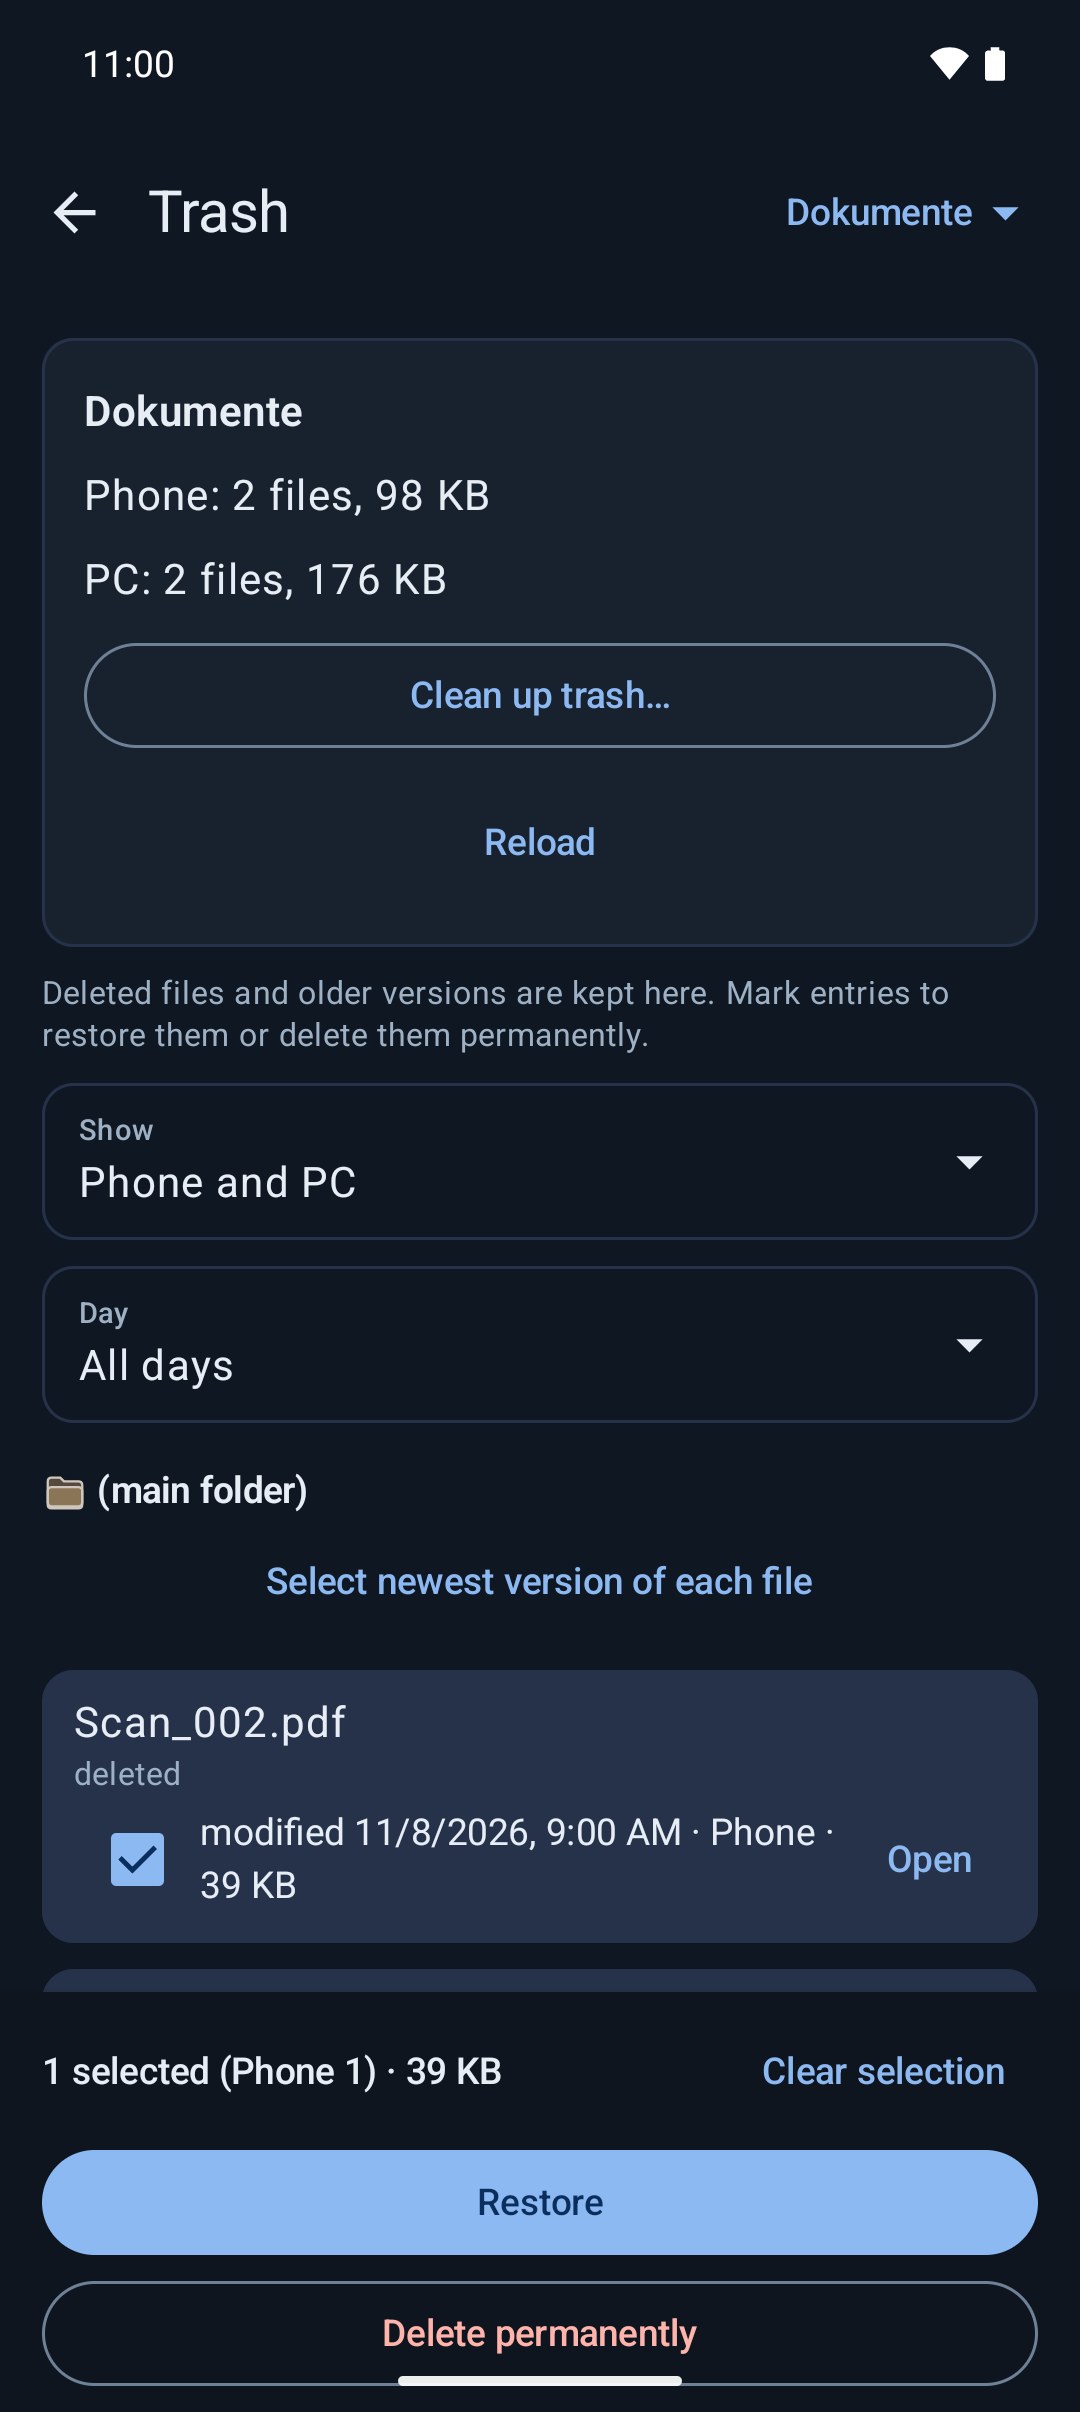 11:00
Trash
Dokumente
Dokumente
Phone: 2 files, 98 KB
PC: 2 files, 176 KB
Clean up trash…
Reload
Deleted files and older versions are kept here. Mark entries to
restore them or delete them permanently.
Show
Phone and PC
Day
All days
(main folder)
Select newest version of each file
Scan_002.pdf
deleted
modified 11/8/2026, 9:00 AM · Phone ·
39 KB
Open
1 selected (Phone 1) · 39 KB
Clear selection
Restore
Delete permanently